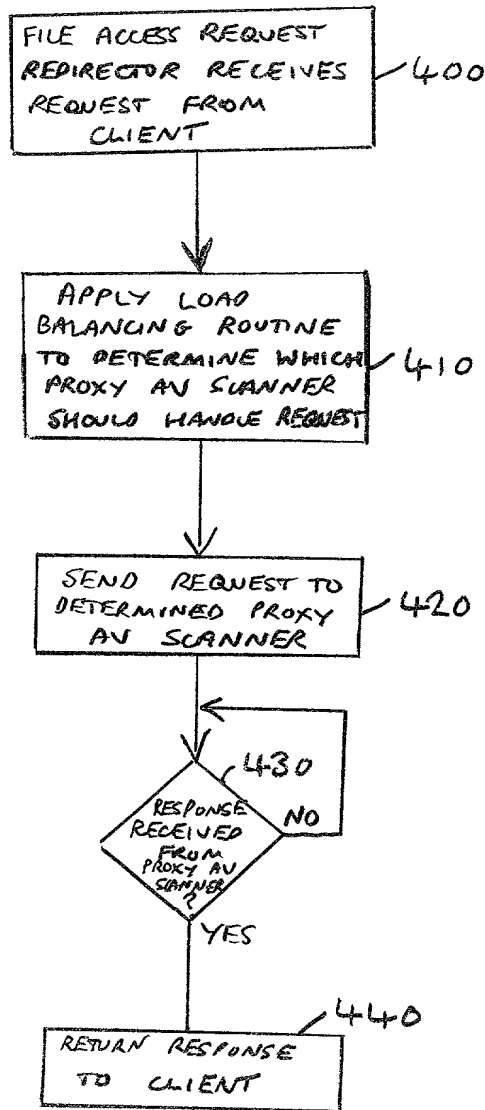 FILE ACCESS REQUEST
REDIRECTOR RECEIVES
REQUEST FROM
CLIENT
400
APPLY LOAD
BALANCING ROUTINE
TO DETERMINE WHICH
PROXY AV SCANNER
SHOULD HANDLE REQUEST
410
SEND REQUEST TO
DETERMINED PROXY
AV SCANNER
420
430
RESPONSE
RECEIVED
FROM
PROXY AV
SCANNER
?
NO
YES
440
RETURN RESPONSE
TO CLIENT